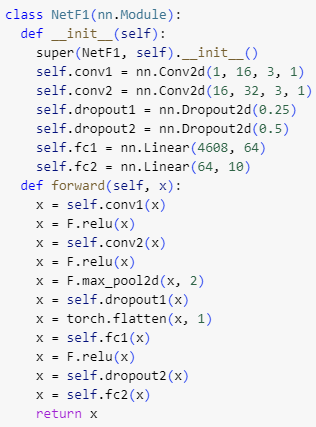 class NetF1(nn.Module):
  def __init__(self):
    super(NetF1, self).__init__()
    self.conv1 = nn.Conv2d(1, 16, 3, 1)
    self.conv2 = nn.Conv2d(16, 32, 3, 1)
    self.dropout1 = nn.Dropout2d(0.25)
    self.dropout2 = nn.Dropout2d(0.5)
    self.fc1 = nn.Linear(4608, 64)
    self.fc2 = nn.Linear(64, 10)
  def forward(self, x):
    x = self.conv1(x)
    x = F.relu(x)
    x = self.conv2(x)
    x = F.relu(x)
    x = F.max_pool2d(x, 2)
    x = self.dropout1(x)
    x = torch.flatten(x, 1)
    x = self.fc1(x)
    x = F.relu(x)
    x = self.dropout2(x)
    x = self.fc2(x)
    return x